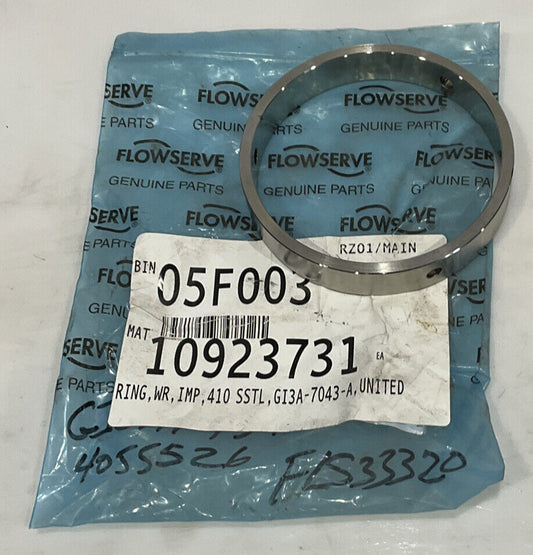 FLOWSERVE
GENUINE PARTS
FLOWSERVE
GENUINE PARTS
FLOWSERVE
GENUINE PARTS
FLOWSERVE
GENUINE PARTS
FLOWSERVE
RZ01/MAIN
BIN 05F003
MAT 10923731 EA
RING,WR,IMP,410 SSTL,GI3A-7043-A,UNITED
4055526